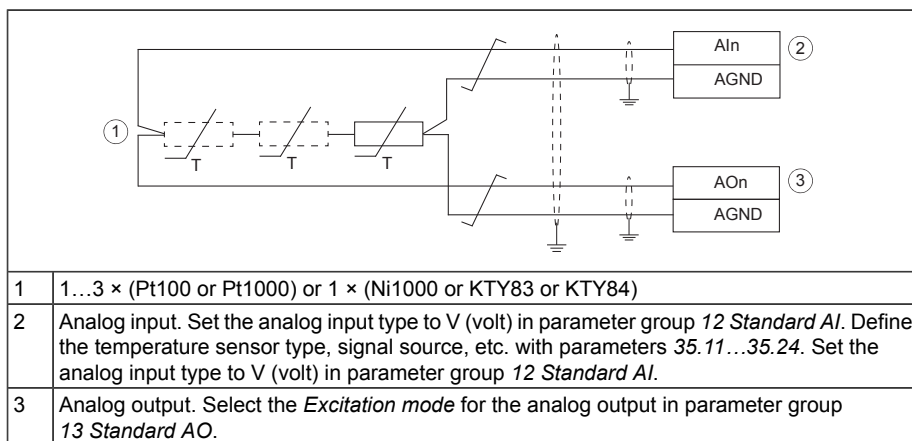 AIn
2
AGND
1
T
T
T
AOn
3
AGND
1 1…3 × (Pt100 or Pt1000) or 1 × (Ni1000 or KTY83 or KTY84)
2 Analog input. Set the analog input type to V (volt) in parameter group 12 Standard AI. Define
the temperature sensor type, signal source, etc. with parameters 35.11…35.24. Set the
analog input type to V (volt) in parameter group 12 Standard AI.
3 Analog output. Select the Excitation mode for the analog output in parameter group
13 Standard AO.